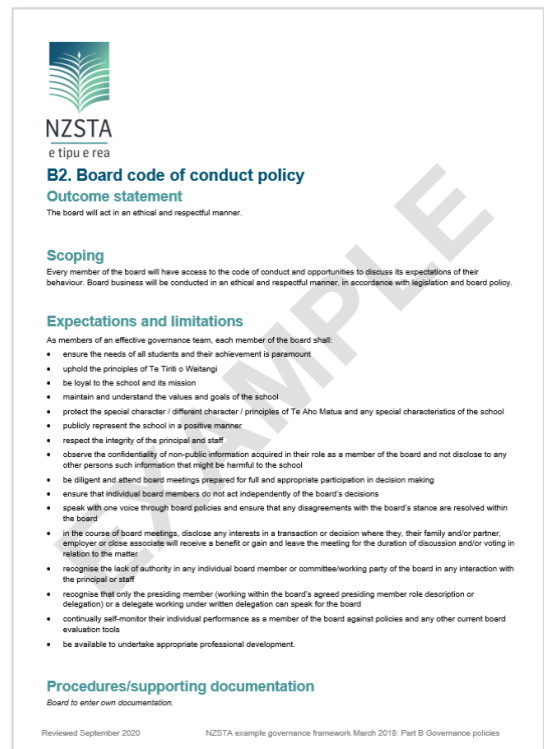 NZSTA
e tipu e rea
B2. Board code of conduct policy
Outcome statement
The board will act in an ethical and respectful manner.
Scoping
Every member of the board will have access to the code of conduct and opportunities to discuss its expectations of their
behaviour. Board business will be conducted in an ethical and respectful manner, in accordance with legislation and board policy.
Expectations and limitations
As members of an effective governance team, each member of the board shall:
• ensure the needs of all students and their achievement is paramount
• uphold the principles of Te Tiriti o Waitangi
• be loyal to the school and its mission
• maintain and understand the values and goals of the school
• protect the special character / different character / principles of Te Aho Matua and any special characteristics of the school
• publicly represent the school in a positive manner
• respect the integrity of the principal and staff
• observe the confidentiality of non-public information acquired in their role as a member of the board and not disclose to any
other persons such information that might be harmful to the school
• be diligent and attend board meetings prepared for full and appropriate participation in decision making
• ensure that individual board members do not act independently of the board's decisions
• speak with one voice through board policies and ensure that any disagreements with the board's stance are resolved within
the board
• in the course of board meetings, disclose any interests in a transaction or decision where they, their family and/or partner,
employer or close associate will receive a benefit or gain and leave the meeting for the duration of discussion and/or voting in
relation to the matter
• recognise the lack of authority in any individual board member or committee/working party of the board in any interaction with
the principal or staff
• recognise that only the presiding member (working within the board's agreed presiding member role description or
delegation) or a delegate working under written delegation can speak for the board
• continually self-monitor their individual performance as a member of the board against policies and any other current board
evaluation tools
• be available to undertake appropriate professional development.
Procedures/supporting documentation
Board to enter own documentation.
Reviewed September 2020 NZSTA example governance framework March 2018: Part B Governance policies
EXAMPLE